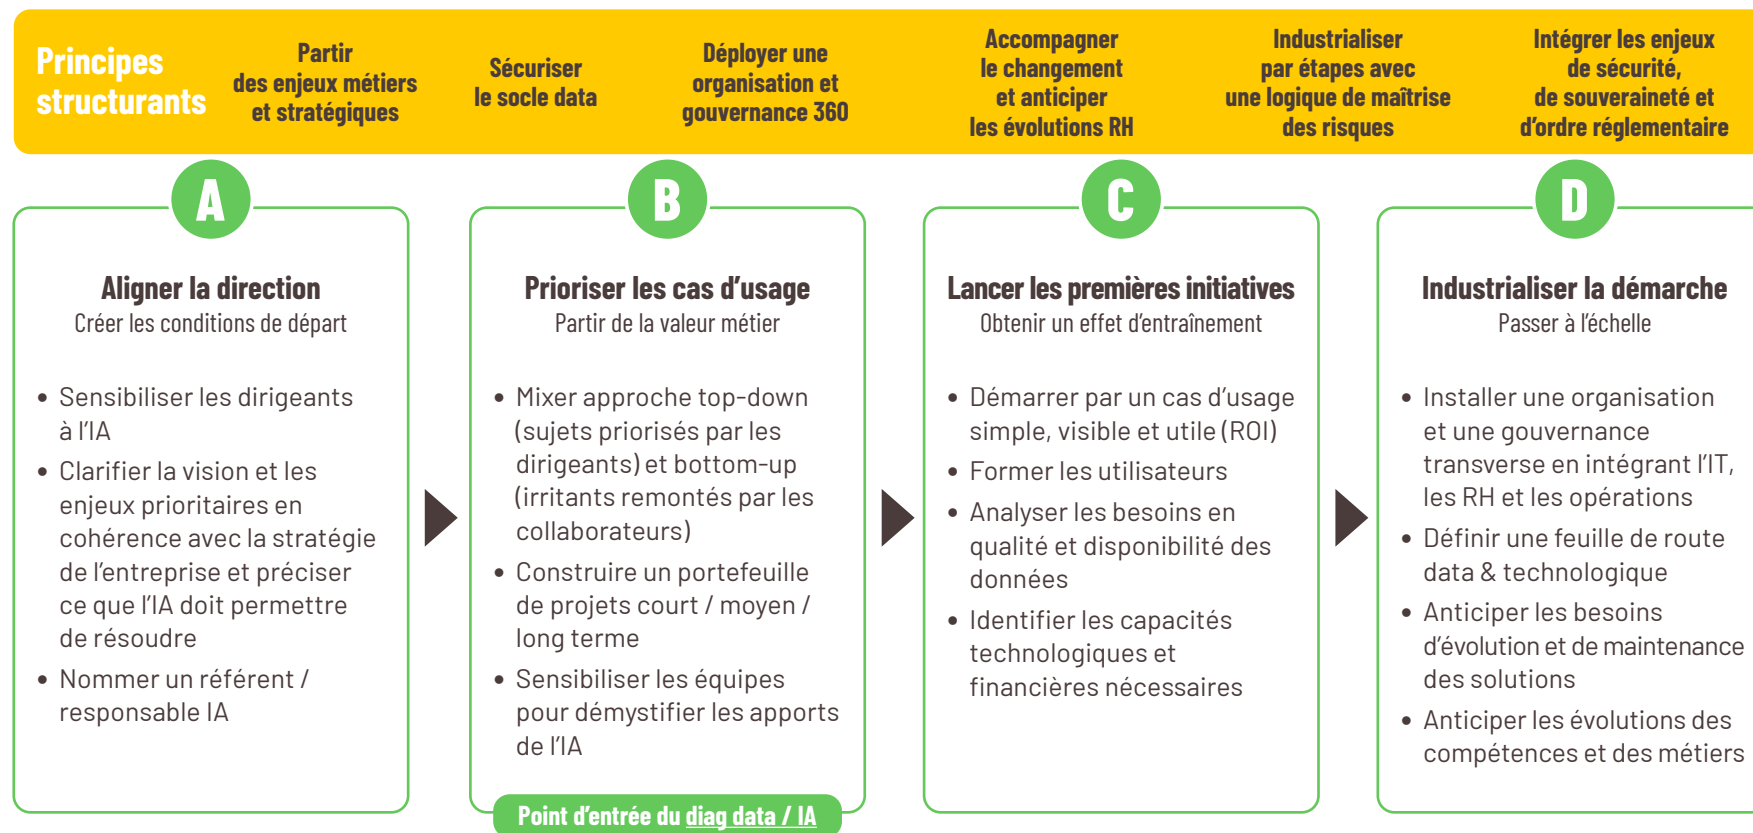 Principes
structurants
Partir
des enjeux métiers
et stratégiques
Sécuriser
le socle data
Déployer une
organisation et
gouvernance 360
Accompagner
le changement
et anticiper
les évolutions RH
Industrialiser
par étapes avec
une logique de maîtrise
des risques
Intégrer les enjeux
de sécurité,
de souveraineté et
d’ordre réglementaire
A
Aligner la direction
Créer les conditions de départ
• Sensibiliser les dirigeants
à l’IA
• Clarifier la vision et les
enjeux prioritaires en
cohérence avec la stratégie
de l’entreprise et préciser
ce que l’IA doit permettre
de résoudre
• Nommer un référent /
responsable IA
B
Prioriser les cas d’usage
Partir de la valeur métier
• Mixer approche top-down
(sujets priorisés par les
dirigeants) et bottom-up
(irritants remontés par les
collaborateurs)
• Construire un portefeuille
de projets court / moyen /
long terme
• Sensibiliser les équipes
pour démystifier les apports
de l’IA
Point d’entrée du diag data / IA
C
Lancer les premières initiatives
Obtenir un effet d’entraînement
• Démarrer par un cas d’usage
simple, visible et utile (ROI)
• Former les utilisateurs
• Analyser les besoins en
qualité et disponibilité des
données
• Identifier les capacités
technologiques et
financières nécessaires
D
Industrialiser la démarche
Passer à l’échelle
• Installer une organisation
et une gouvernance
transverse en intégrant l’IT,
les RH et les opérations
• Définir une feuille de route
data & technologique
• Anticiper les besoins
d’évolution et de maintenance
des solutions
• Anticiper les évolutions des
compétences et des métiers